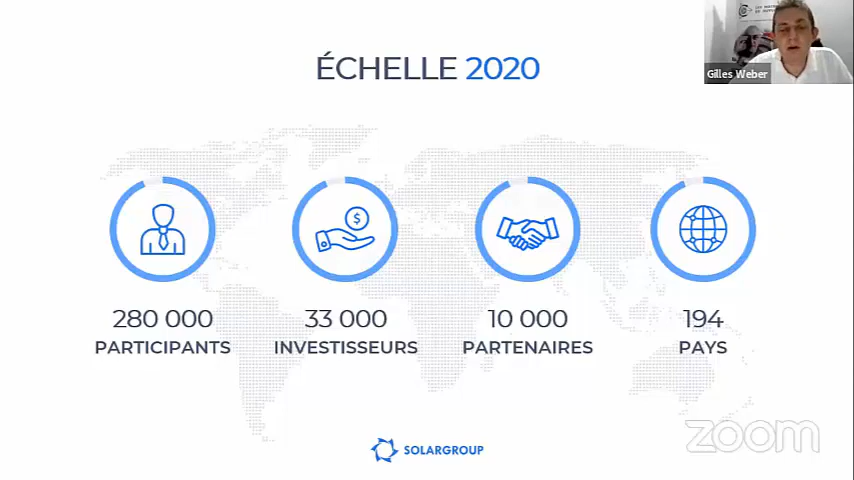 Gilles Weber
ÉCHELLE 2020
$
280 000
PARTICIPANTS
33 000
INVESTISSEURS
10 000
PARTENAIRES
194
PAYS
zoom
SOLARGROUP